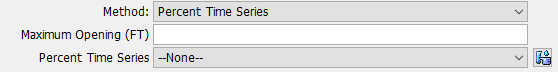 Method: Percent Time Series
Maximum Opening (FT)
Percent Time Series --None--